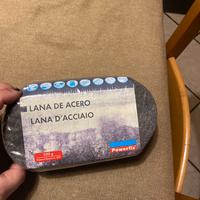 LANA DE ACERO
LANA D'ACCIAIO
Powerfix